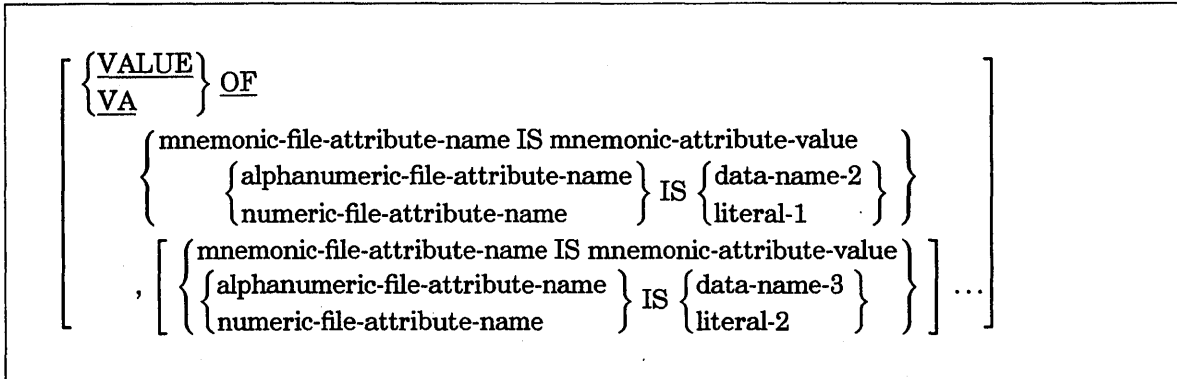 VALUE
VA
OF
mnemonic-file-attribute-name IS mnemonic-attribute-value
alphanumeric-file-attribute-name
numeric-file-attribute-name
IS
data-name-2
literal-1
mnemonic-file-attribute-name IS mnemonic-attribute-value
,
alphanumeric-file-attribute-name
numeric-file-attribute-name
IS
data-name-3
literal-2
...